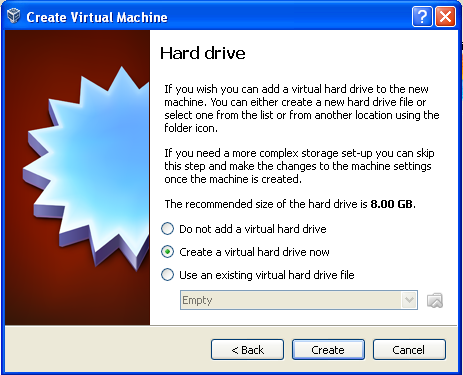 Create Virtual Machine
Hard drive
If you wish you can add a virtual hard drive to the new
machine. You can either create a new hard drive file or
select one from the list or from another location using the
folder icon.
If you need a more complex storage set-up you can skip
this step and make the changes to the machine settings
once the machine is created.
The recommended size of the hard drive is 8.00 GB.
Do not add a virtual hard drive
Create a virtual hard drive now
Use an existing virtual hard drive file
Empty
< Back
Create
Cancel